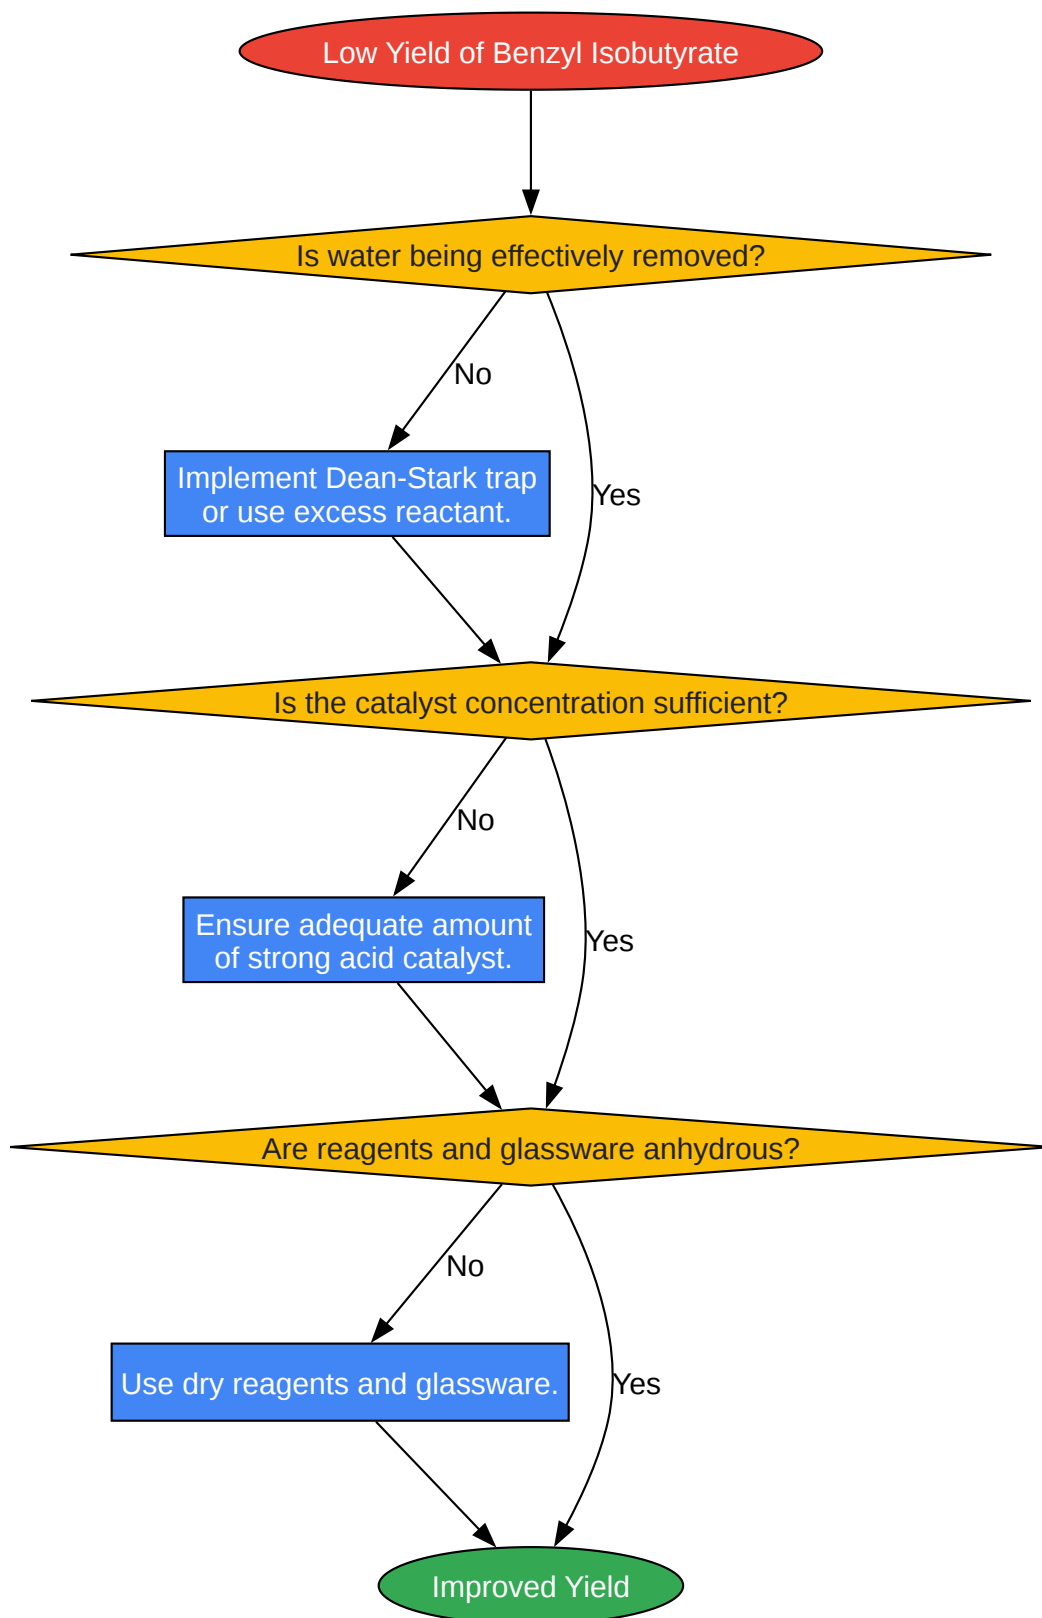 Low Yield of Benzyl Isobutyrate
Is water being effectively removed?
No
Implement Dean-Stark trap
or use excess reactant.
Yes
Is the catalyst concentration sufficient?
No
Ensure adequate amount
of strong acid catalyst.
Yes
Are reagents and glassware anhydrous?
No
Use dry reagents and glassware.
Yes
Improved Yield